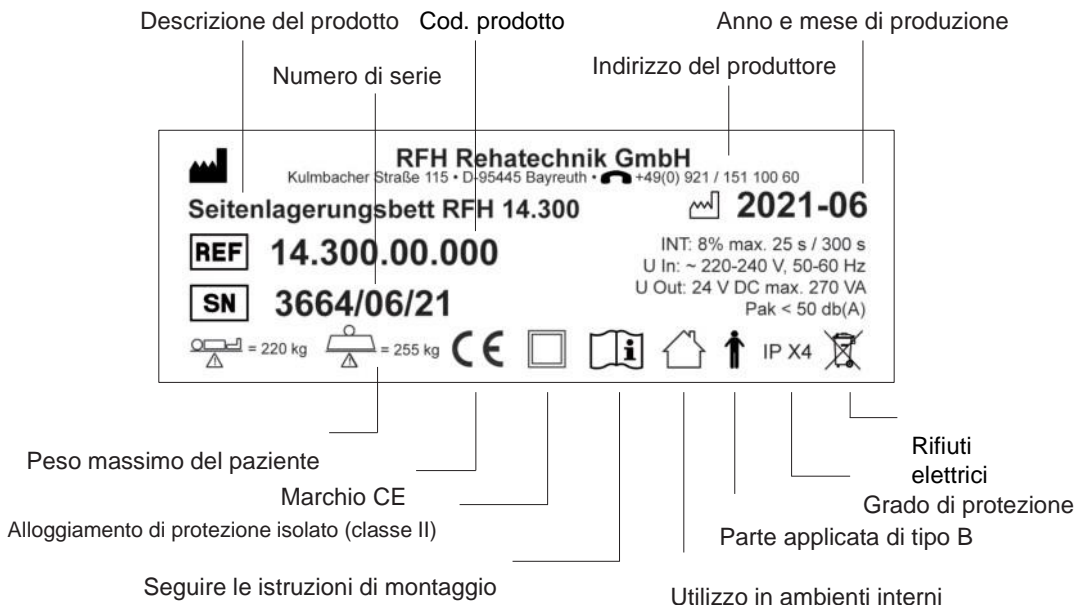 Descrizione del prodotto Cod. prodotto Anno e mese di produzione
Numero di serie Indirizzo del produttore
RFH Rehatechnik GmbH
Kulmbacher Straße 115 • D-95445 Bayreuth • +49(0) 921 / 151 100 60
Seitenlagerungsbett RFH 14.300 2021-06
REF 14.300.00.000
SN 3664/06/21
INT: 8% max. 25 s / 300 s
U In: ~ 220-240 V, 50-60 Hz
U Out: 24 V DC max. 270 VA
Pak < 50 db(A)
= 220 kg = 255 kg CE i IP X4
Peso massimo del paziente
Marchio CE
Alloggiamento di protezione isolato (classe II)
Seguire le istruzioni di montaggio
Rifiuti
elettrici
Grado di protezione
Parte applicata di tipo B
Utilizzo in ambienti interni